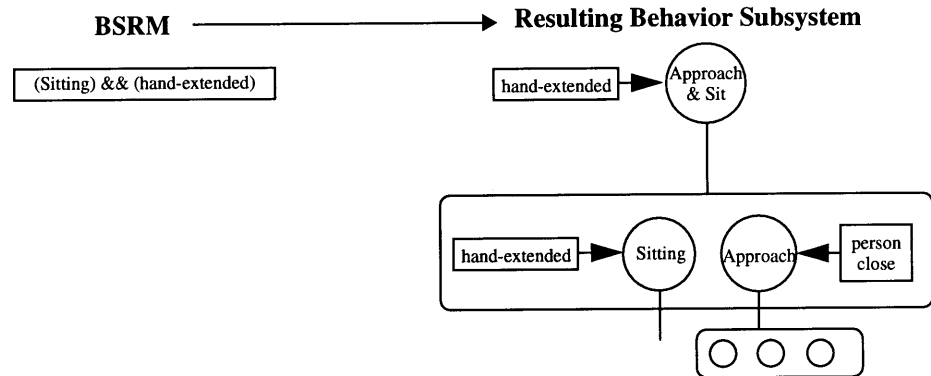 BSRM
Resulting Behavior Subsystem
(Sitting) && (hand-extended)
hand-extended
Approach
& Sit
hand-extended
Sitting
Approach
person
close